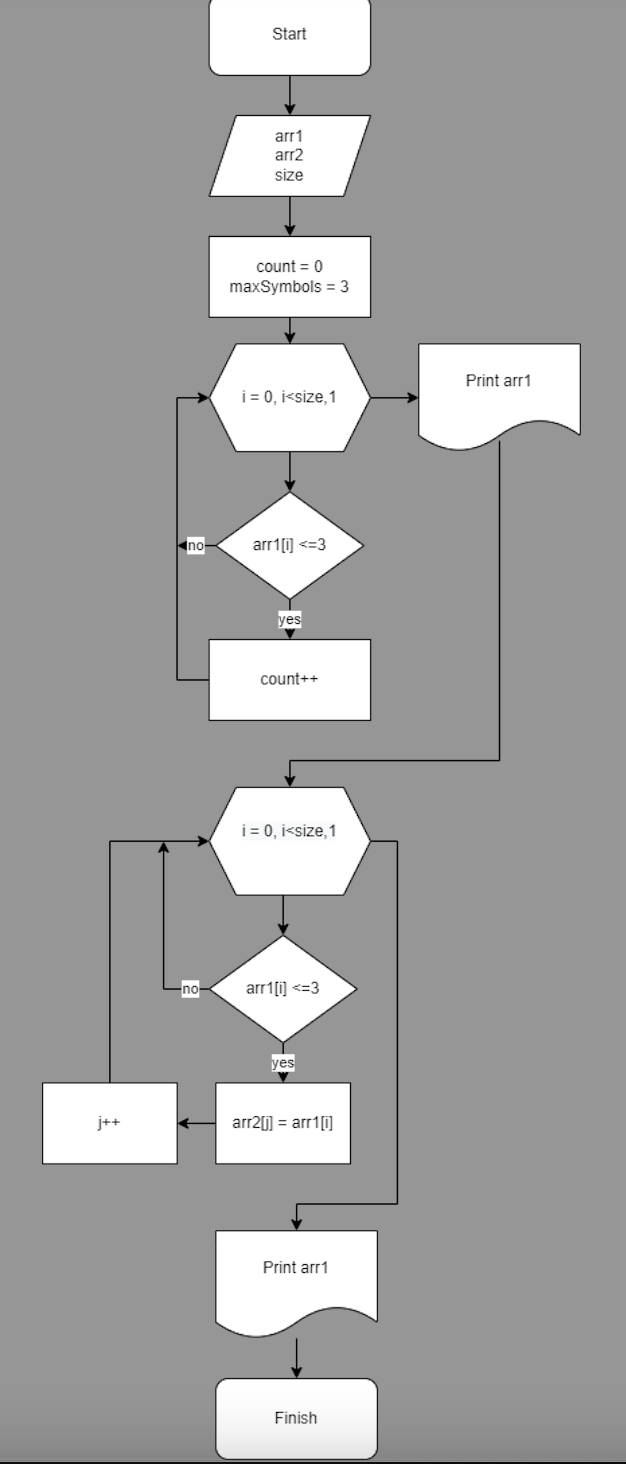 Start
arr1
arr2
size
count = 0
maxSymbols = 3
i = 0, i<size,1
Print arr1
arr1[i] <=3
no
yes
count++
i = 0, i<size,1
arr1[i] <=3
no
yes
j++
arr2[j] = arr1[i]
Print arr1
Finish